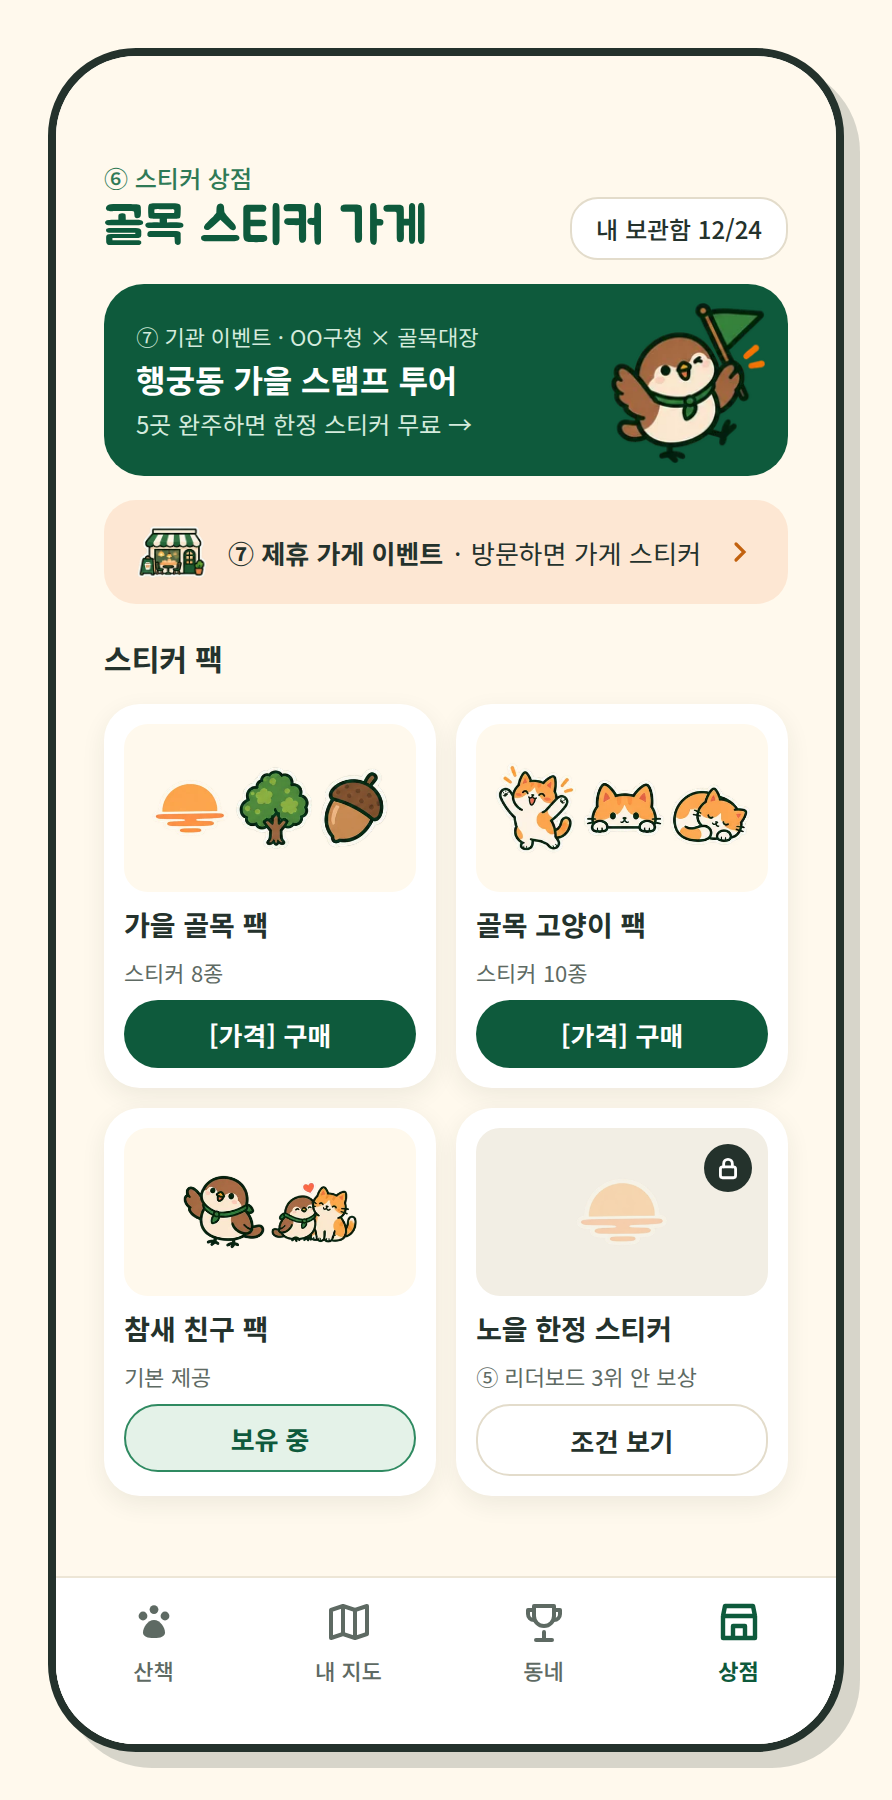 ⑥ 스티커 상점
골목 스티커 가게
내 보관함 12/24
⑦ 기관 이벤트 · OO구청 × 골목대장
행궁동 가을 스탬프 투어
5곳 완주하면 한정 스티커 무료 →
⑦ 제휴 가게 이벤트 · 방문하면 가게 스티커
스티커 팩
가을 골목 팩
스티커 8종
[가격] 구매
골목 고양이 팩
스티커 10종
[가격] 구매
참새 친구 팩
기본 제공
보유 중
노을 한정 스티커
⑤ 리더보드 3위 안 보상
조건 보기
산책
내 지도
동네
상점